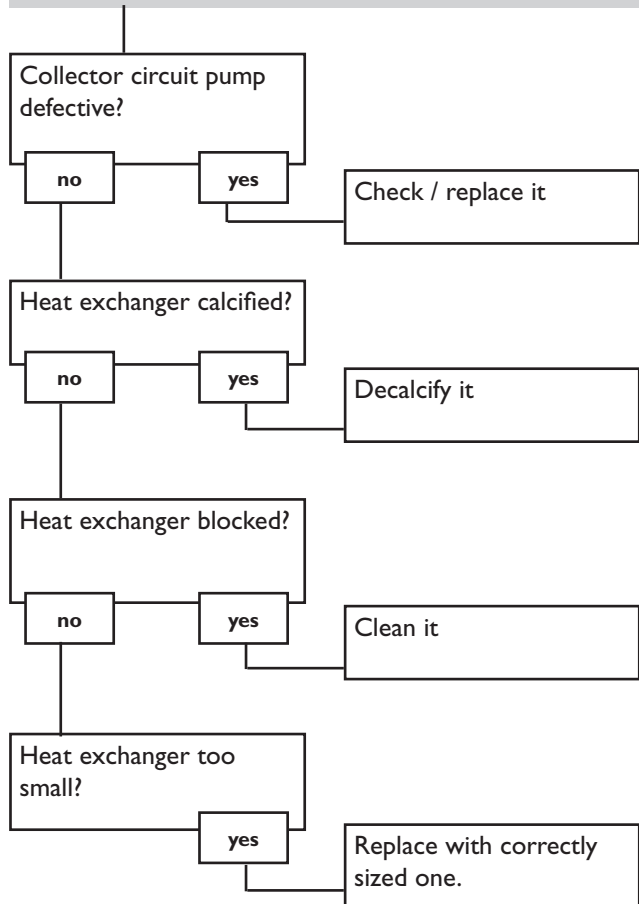 Collector circuit pump
defective?
no
yes
Check / replace it
Heat exchanger calcified?
no
yes
Decalcify it
Heat exchanger blocked?
no
yes
Clean it
Heat exchanger too
small?
yes
Replace with correctly
sized one.